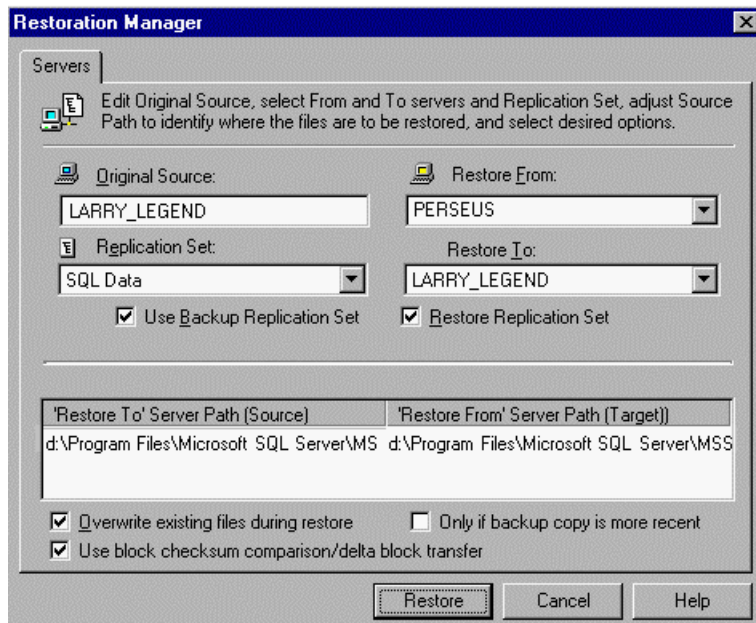 Restoration Manager
Servers
Edit Original Source, select From and To servers and Replication Set, adjust Source
Path to identify where the files are to be restored, and select desired options.
Original Source:
LARRY_LEGEND
Restore From:
PERSEUS
Replication Set:
SQL Data
Restore To:
LARRY_LEGEND
Use Backup Replication Set
Restore Replication Set
'Restore To' Server Path (Source)
'Restore From' Server Path (Target))
d:\Program Files\Microsoft SQL Server\MS
d:\Program Files\Microsoft SQL Server\MSS
Overwrite existing files during restore
Only if backup copy is more recent
Use block checksum comparison/delta block transfer
Restore
Cancel
Help